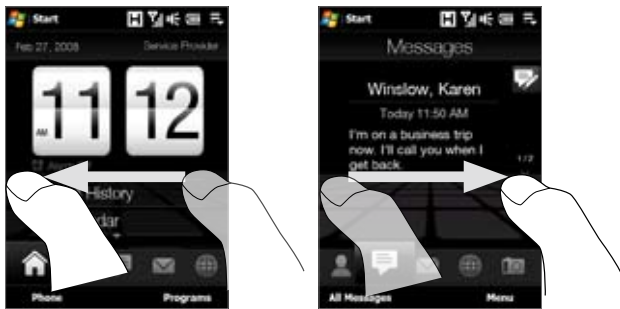 Start
Feb 27, 2008
Service Provider
11
12
AM
History
Phone
Programs
Start
Messages
Winslow, Karen
Today 11:50 AM
I'm on a business trip
now. I'll call you when I
get back.
1/2
All Messages
Menu